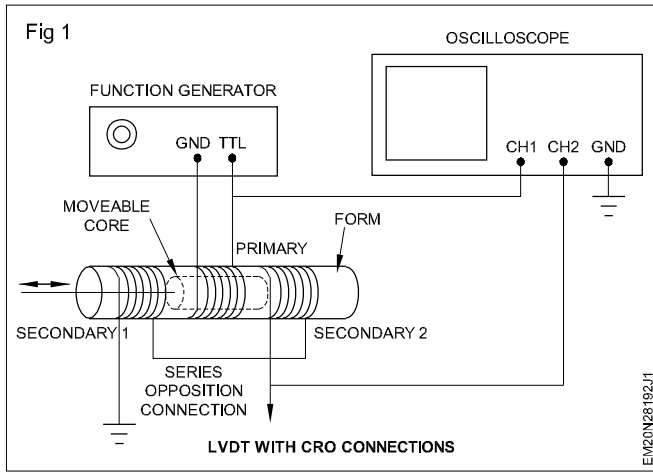 Fig 1
OSCILLOSCOPE
FUNCTION GENERATOR
GND TTL
CH1 CH2 GND
MOVEABLE
CORE
FORM
PRIMARY
SECONDARY 1
SECONDARY 2
SERIES
OPPOSITION
CONNECTION
LVDT WITH CRO CONNECTIONS
EM20N28192J1